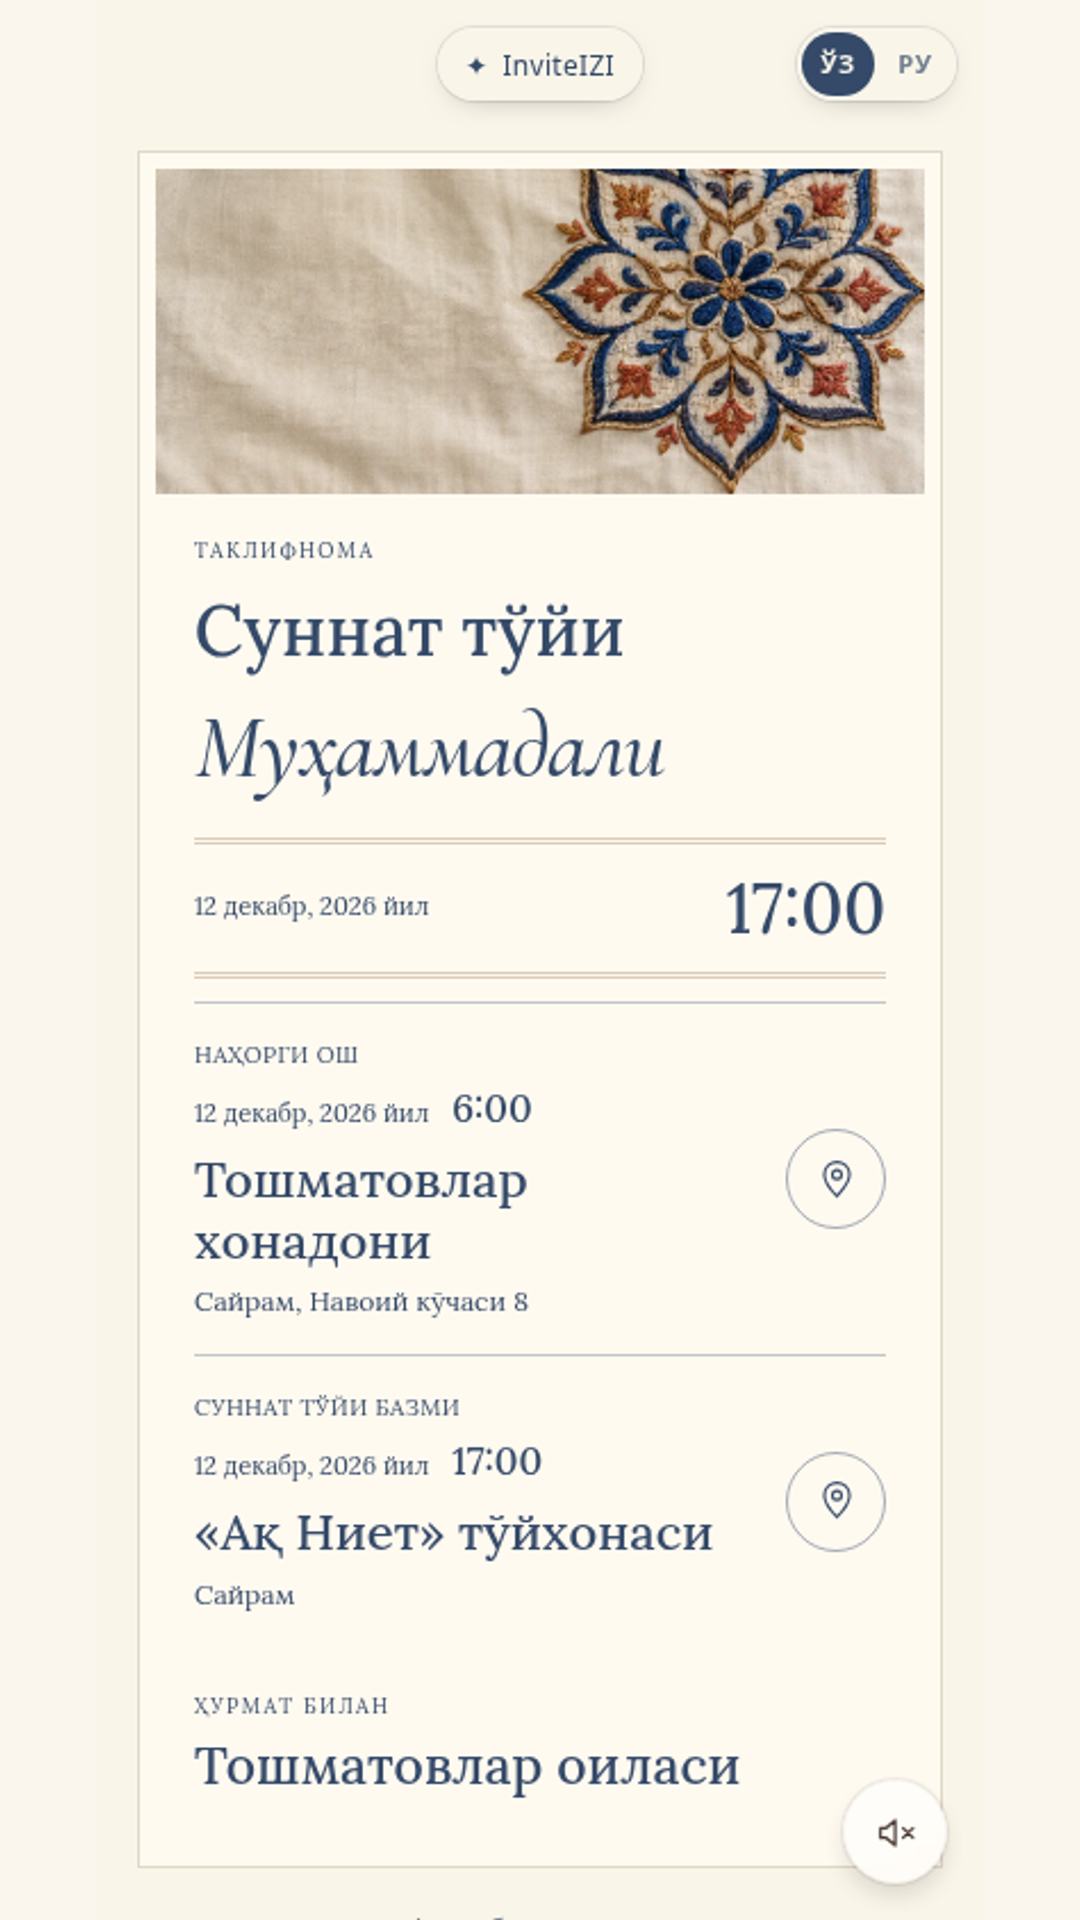 InviteIZI
ЎЗ РУ
ТАКЛИФНОМА
Суннат тўйи
Муҳаммадали
12 декабр, 2026 йил 17:00
НАҲОРГИ ОШ
12 декабр, 2026 йил 6:00
Тошматовлар
хонадони
Сайрам, Навоий кўчаси 8
СУННАТ ТЎЙИ БАЗМИ
12 декабр, 2026 йил 17:00
«Ақ Ниет» тўйхонаси
Сайрам
ҲУРМАТ БИЛАН
Тошматовлар оиласи